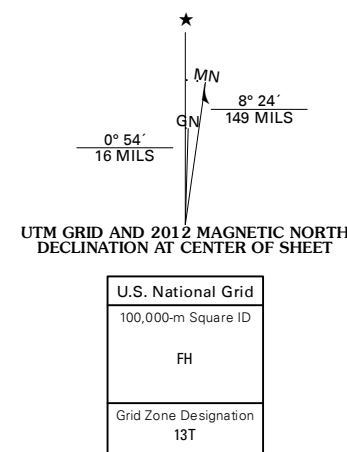 ★
MN
8° 24´
149 MILS
GN
0° 54´
16 MILS
UTM GRID AND 2012 MAGNETIC NORTH
DECLINATION AT CENTER OF SHEET
U.S. National Grid
100,000-m Square ID
FH
Grid Zone Designation
13T